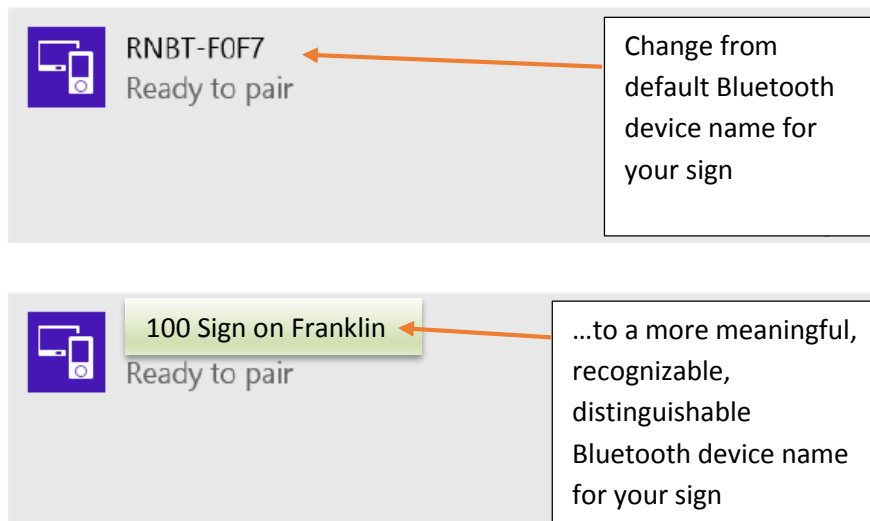 RNBT-F0F7
Ready to pair
Change from
default Bluetooth
device name for
your sign
100 Sign on Franklin
Ready to pair
…to a more meaningful,
recognizable,
distinguishable
Bluetooth device name
for your sign